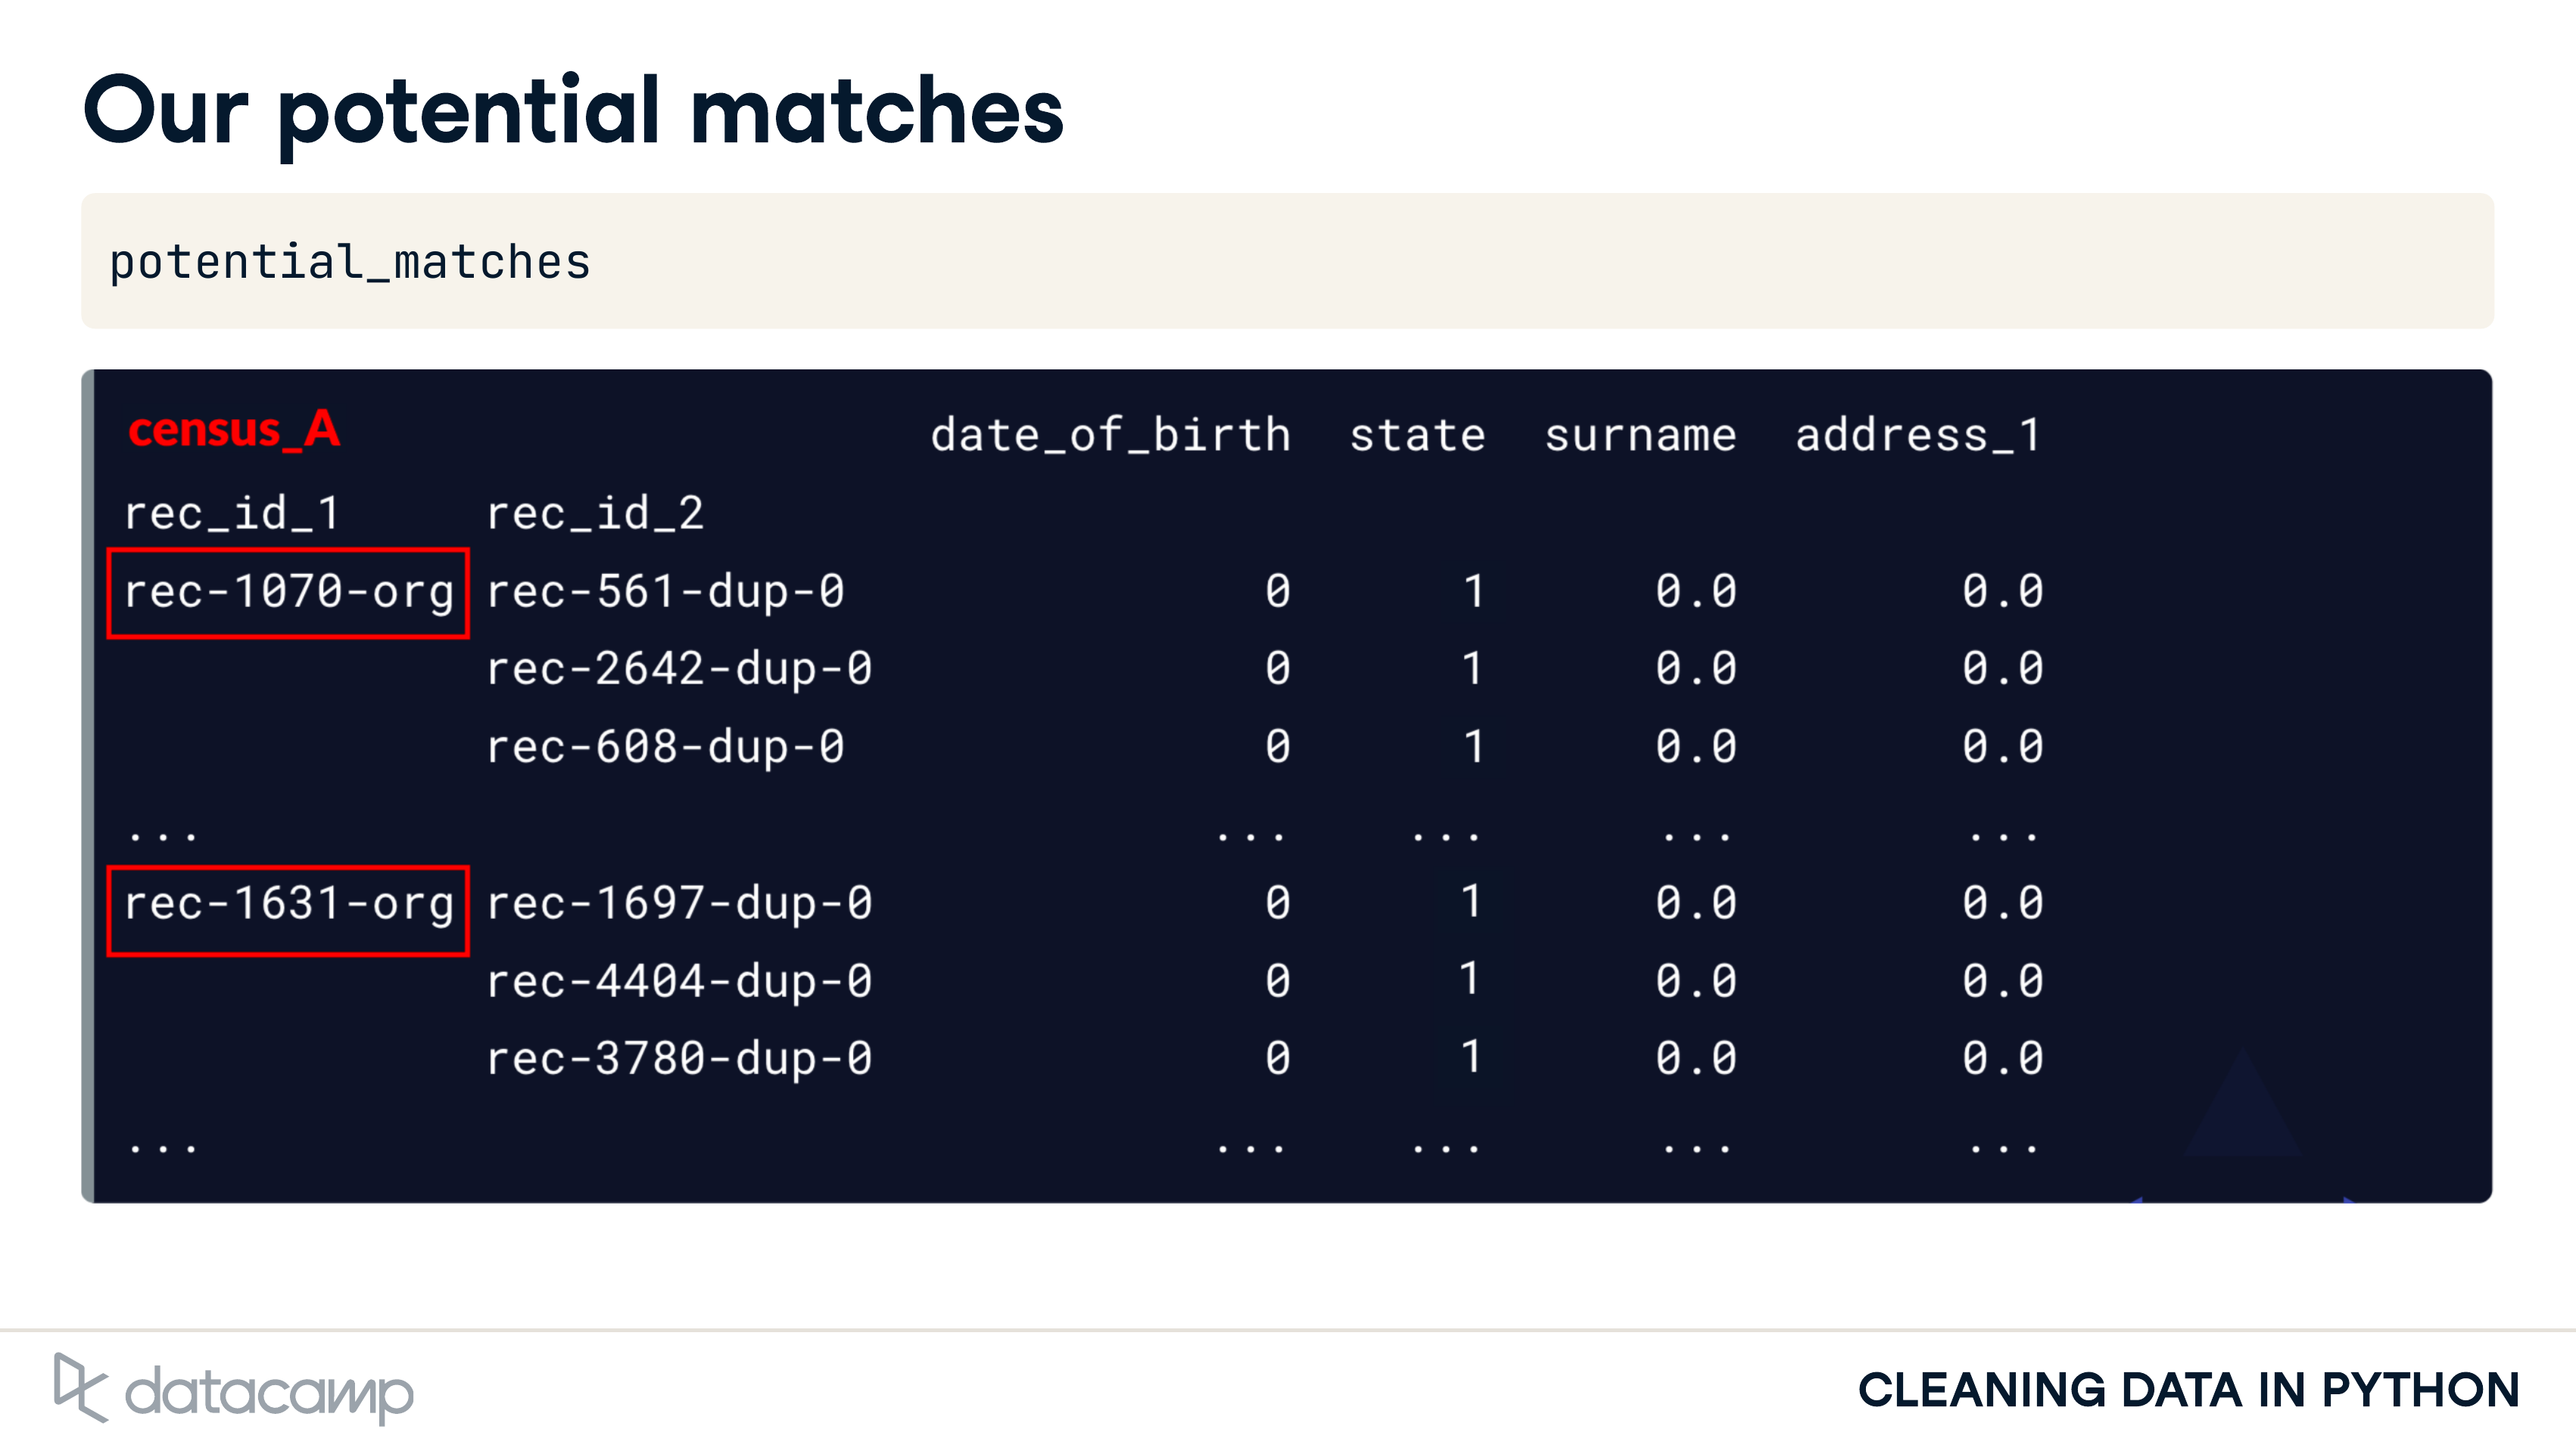 Our potential matches
potential_matches
census_A date_of_birth state surname address_1
rec_id_1 rec_id_2
rec-1070-org rec-561-dup-0 0 1 0.0 0.0
rec-2642-dup-0 0 1 0.0 0.0
rec-608-dup-0 0 1 0.0 0.0
... ... ... ... ...
rec-1631-org rec-1697-dup-0 0 1 0.0 0.0
rec-4404-dup-0 0 1 0.0 0.0
rec-3780-dup-0 0 1 0.0 0.0
... ... ... ... ...
datacamp CLEANING DATA IN PYTHON